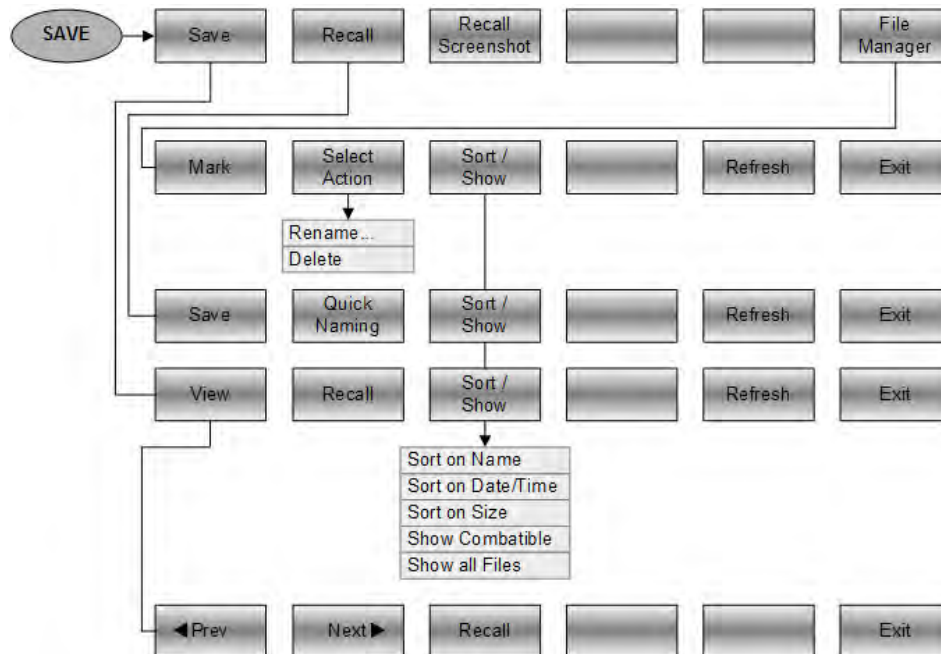 SAVE
Save
Recall
Recall
Screenshot
File
Manager
Mark
Select
Action
Sort /
Show
Refresh
Exit
Rename...
Delete
Save
Quick
Naming
Sort /
Show
Refresh
Exit
View
Recall
Sort /
Show
Refresh
Exit
Sort on Name
Sort on Date/Time
Sort on Size
Show Combatible
Show all Files
◀Prev
Next▶
Recall
Exit